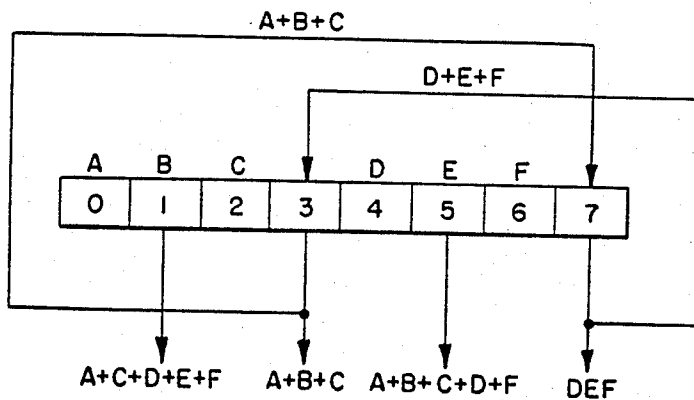 A+B+C
D+E+F
A B C D E F
0 1 2 3 4 5 6 7
A+C+D+E+F A+B+C A+B+C+D+F DEF